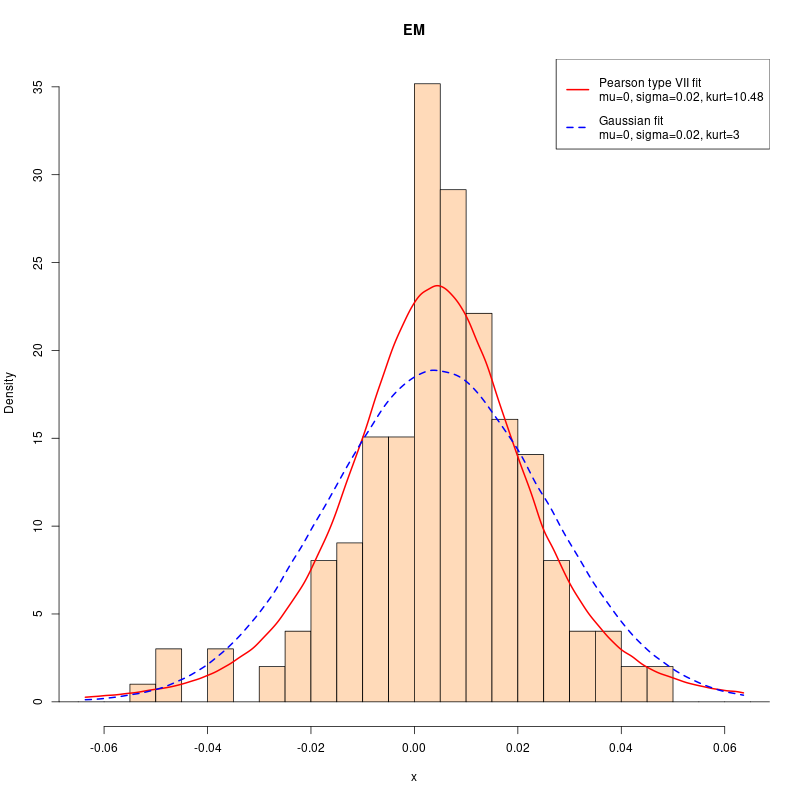 EM
Pearson type VII fit
mu=0, sigma=0.02, kurt=10.48
Gaussian fit
mu=0, sigma=0.02, kurt=3
Density
35
30
25
20
15
10
5
0
-0.06 -0.04 -0.02 0.00 0.02 0.04 0.06
x